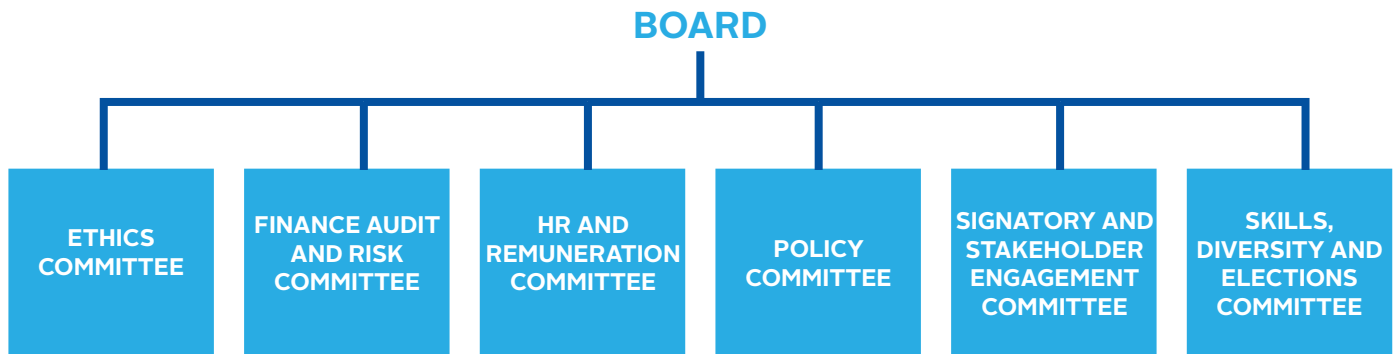 BOARD
ETHICS
COMMITTEE
FINANCE AUDIT
AND RISK
COMMITTEE
HR AND
REMUNERATION
COMMITTEE
POLICY
COMMITTEE
SIGNATORY AND
STAKEHOLDER
ENGAGEMENT
COMMITTEE
SKILLS,
DIVERSITY AND
ELECTIONS
COMMITTEE